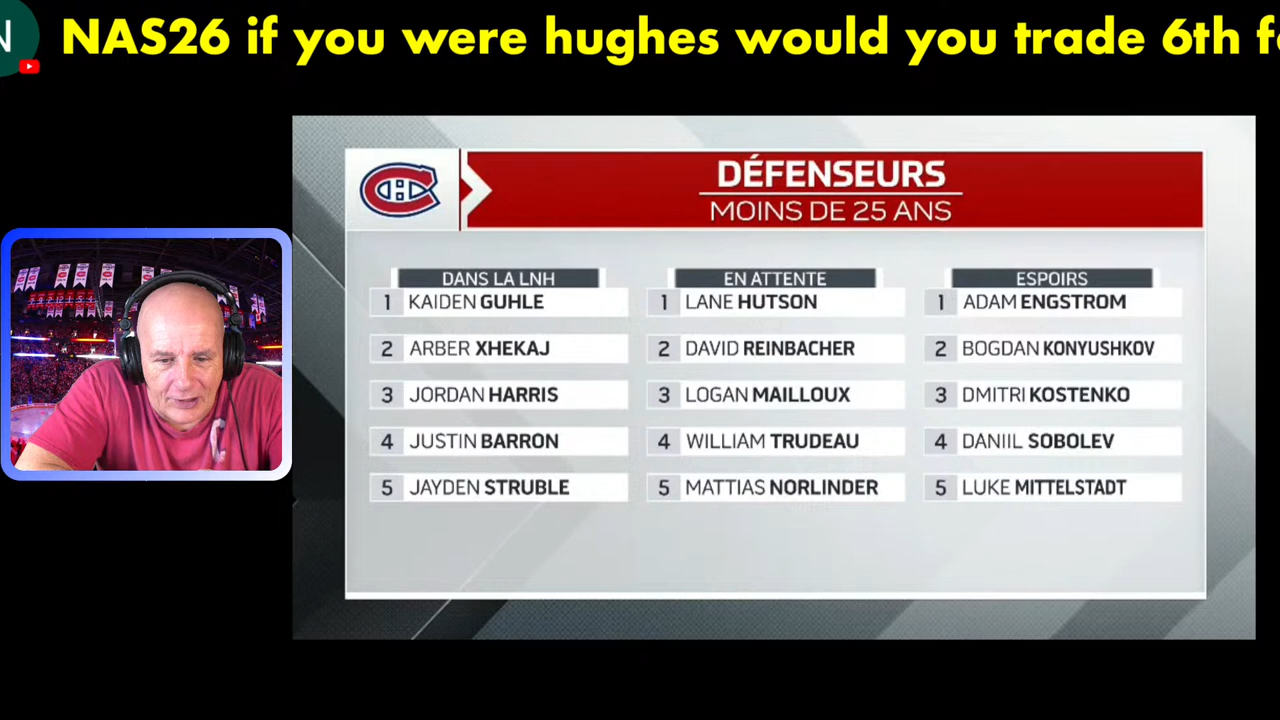 N
NAS26 if you were hughes would you trade 6th f
DÉFENSEURS
MOINS DE 25 ANS
DANS LA LNH
1 KAIDEN GUHLE
2 ARBER XHEKAJ
3 JORDAN HARRIS
4 JUSTIN BARRON
5 JAYDEN STRUBLE
EN ATTENTE
1 LANE HUTSON
2 DAVID REINBACHER
3 LOGAN MAILLOUX
4 WILLIAM TRUDEAU
5 MATTIAS NORLINDER
ESPOIRS
1 ADAM ENGSTROM
2 BOGDAN KONYUSHKOV
3 DMITRI KOSTENKO
4 DANIIL SOBOLEV
5 LUKE MITTELSTADT